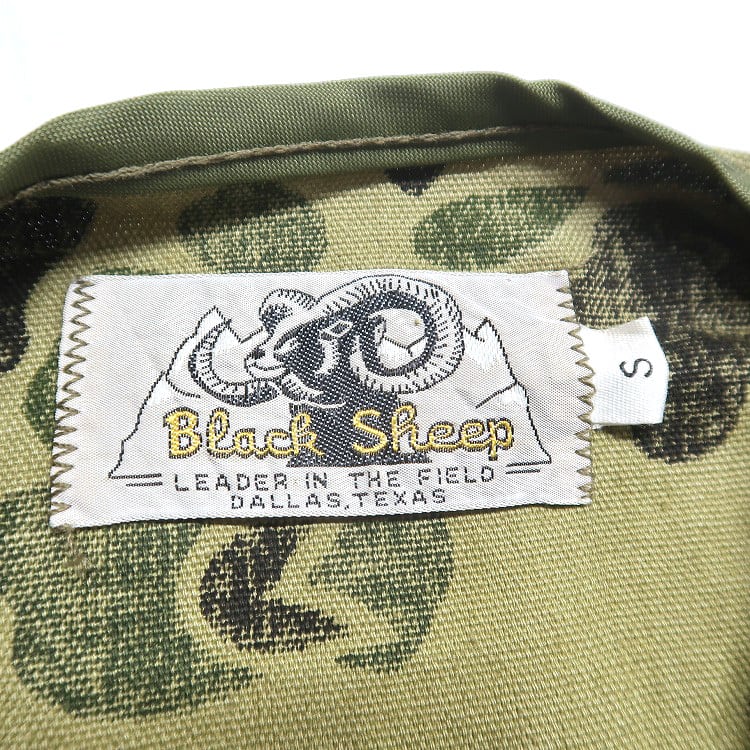 Black Sheep
LEADER IN THE FIELD
DALLAS, TEXAS
S